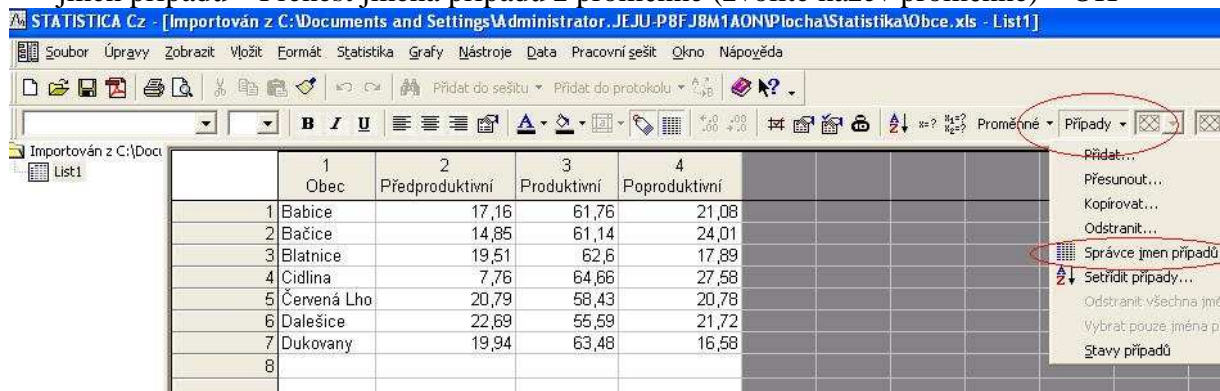 jmen případů – Přenést jména případů z proměnné (zvolíte název proměnné) – OK
STATISTICA Cz - [Importován z C:\Documents and Settings\Administrator.JEJU-P8FJ8M1AON\Plocha\Statistika\Obce.xls - List1]
Soubor Úpravy Zobrazit Vložit Formát Statistika Grafy Nástroje Data Pracovní sešit Okno Nápověda
Přidat do sešitu Přidat do protokolu
B I U Proměnné Případy
Importován z C:\Docu
List1
Přidat...
Přesunout...
Kopírovat...
Odstranit...
Správce jmen případů
Setřídit případy...
Odstranit všechna jmé
Vybrat pouze jména p
Stavy případů
1 2 3 4
Obec Předproduktivní Produktivní Poproduktivní
1 Babice 17,16 61,76 21,08
2 Bačice 14,85 61,14 24,01
3 Blatnice 19,51 62,6 17,89
4 Cidlina 7,76 64,66 27,58
5 Červená Lho 20,79 58,43 20,78
6 Dalešice 22,69 55,59 21,72
7 Dukovany 19,94 63,48 16,58
8